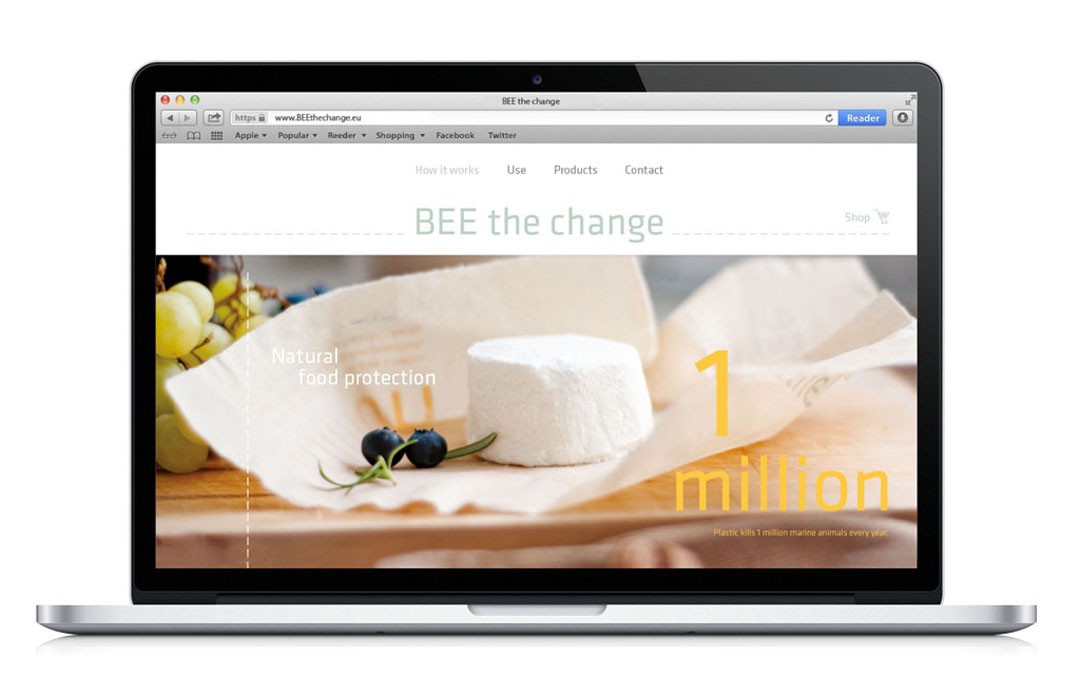 BEE the change
https www.BEEthechange.eu Reader
Apple Popular Reeder Shopping Facebook Twitter
How it works Use Products Contact
BEE the change
Shop
Natural
food protection
1
million
Plastic kills 1 million marine animals every year.